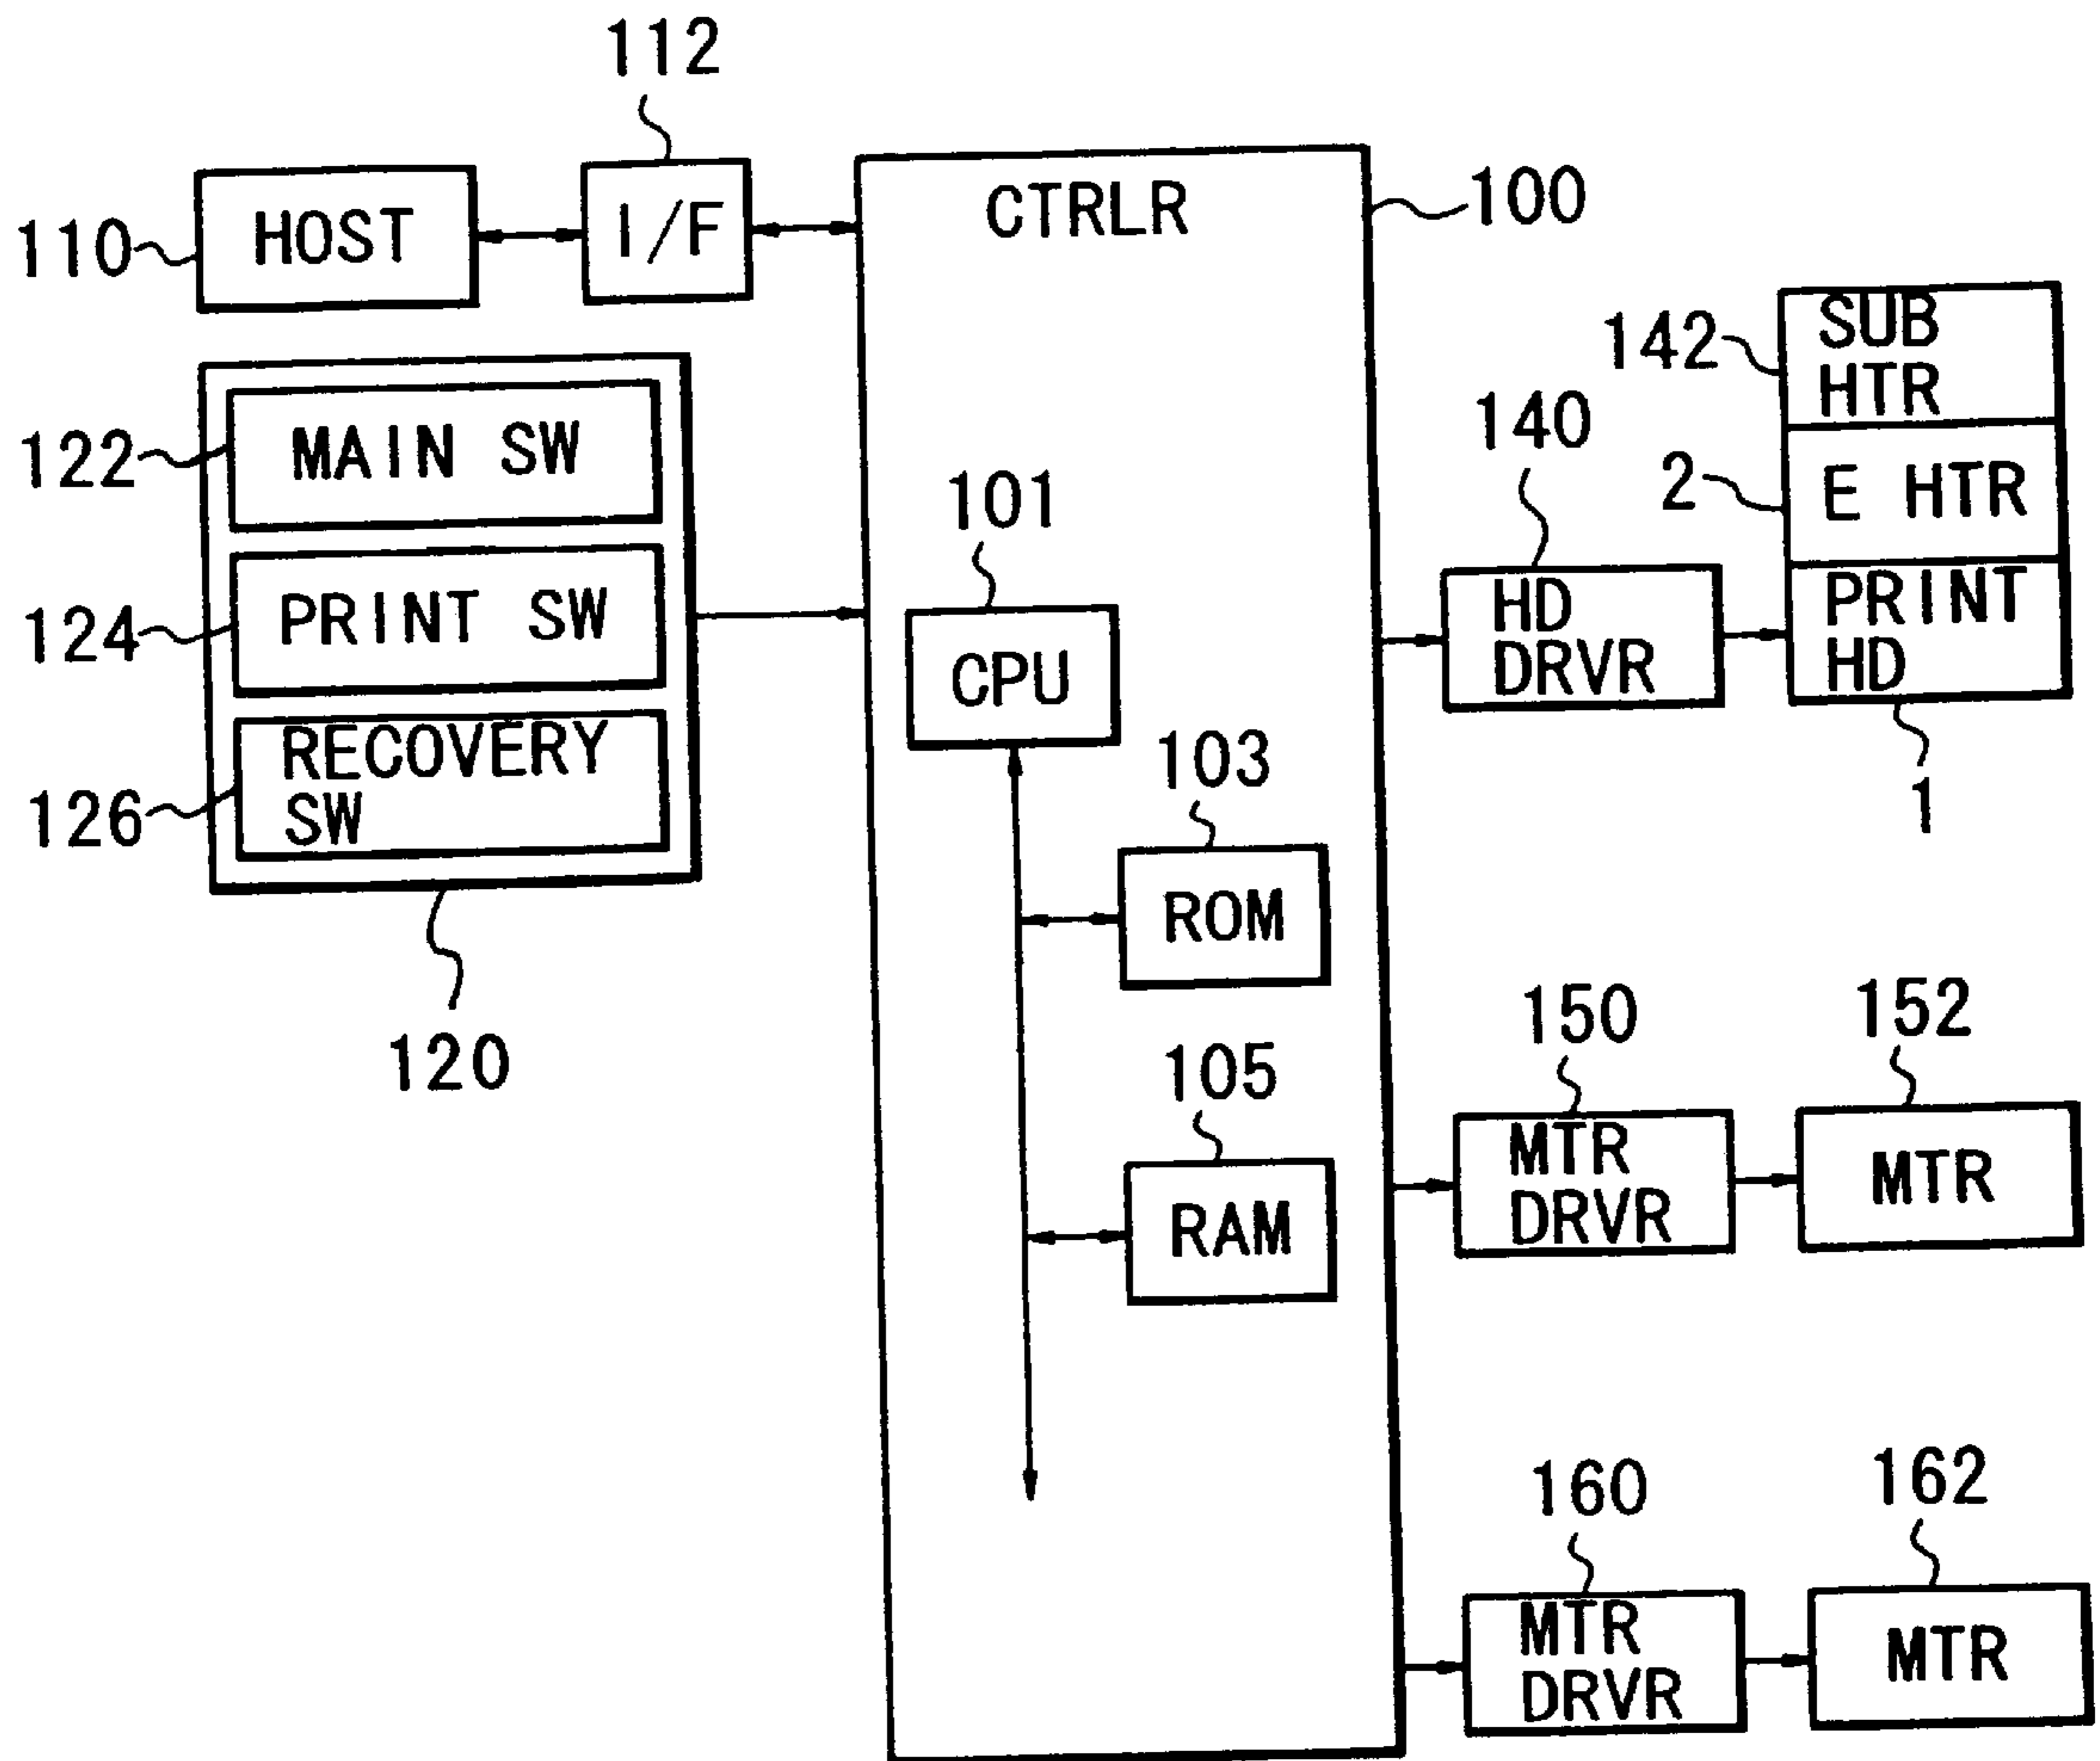 112
110
HOST
I/F
CTRLR
100
122
MAIN SW
124
PRINT SW
126
RECOVERY
SW
120
101
CPU
103
ROM
105
RAM
140
HD
DRVR
142
SUB
HTR
2
E HTR
PRINT
HD
1
150
MTR
DRVR
152
MTR
160
MTR
DRVR
162
MTR